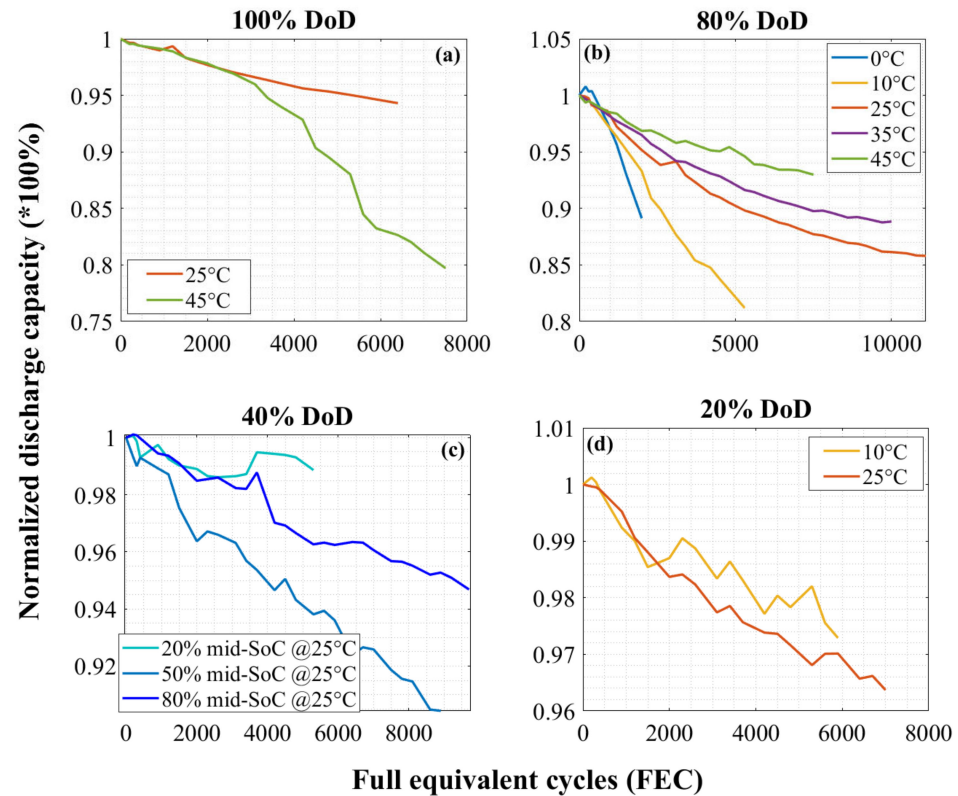 100% DoD
(a)
1
0.95
0.9
0.85
0.8
0.75
0
2000
4000
6000
8000
25°C
45°C
80% DoD
(b)
1.05
1
0.95
0.9
0.85
0.8
0
5000
10000
0°C
10°C
25°C
35°C
45°C
Normalized discharge capacity (*100%)
40% DoD
(c)
1
0.98
0.96
0.94
0.92
0
2000
4000
6000
8000
20% mid-SoC @25°C
50% mid-SoC @25°C
80% mid-SoC @25°C
20% DoD
(d)
1.01
1
0.99
0.98
0.97
0.96
0
2000
4000
6000
8000
10°C
25°C
Full equivalent cycles (FEC)